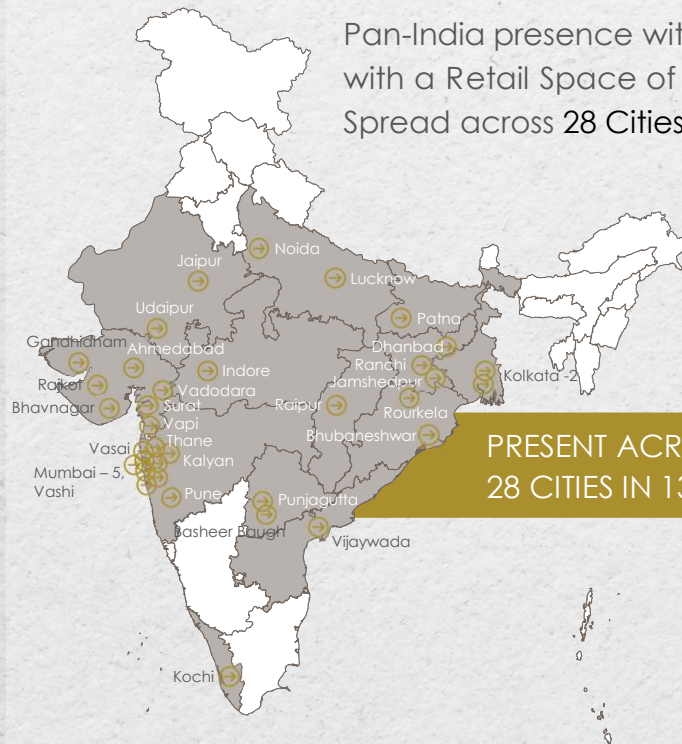 Pan-India presence wit
with a Retail Space of
Spread across 28 Cities
Noida
Jaipur
Lucknow
Udaipur
Patna
Gandhidham
Ahmedabad
Dhanbad
Ranchi
Indore
Kolkata -2
Rajkot
Jamshedpur
Vadodara
Bhavnagar
Surat
Raipur
Rourkela
Vapi
Bhubaneshwar
Thane
Vasai
Kalyan
PRESENT ACR
28 CITIES IN 13
Mumbai – 5,
Vashi
Pune
Punjagutta
Basheer Baugh
Vijaywada
Kochi